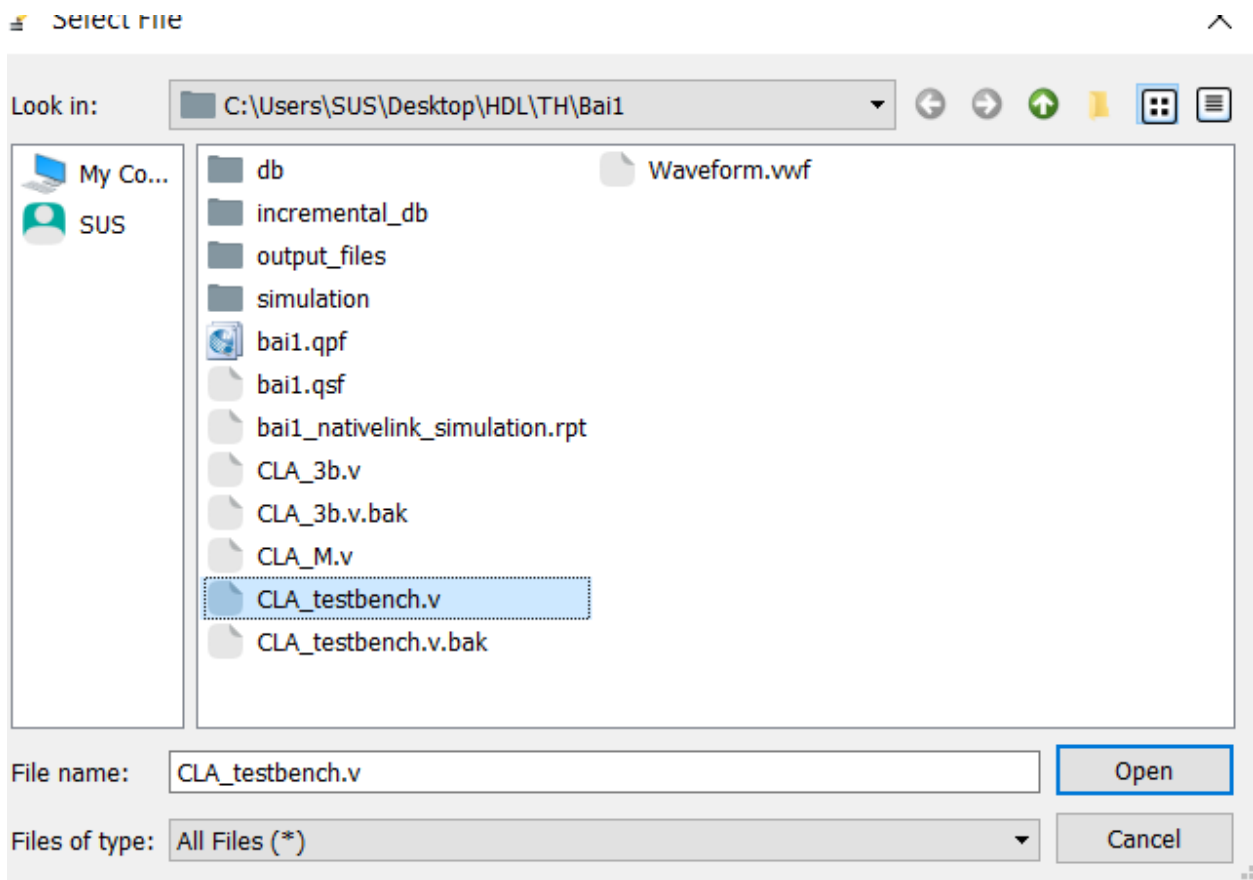 Select File
Look in: C:\Users\SUS\Desktop\HDL\TH\Bai1
My Co...
SUS
db
incremental_db
output_files
simulation
bai1.qpf
bai1.qsf
bai1_nativelink_simulation.rpt
CLA_3b.v
CLA_3b.v.bak
CLA_M.v
CLA_testbench.v
CLA_testbench.v.bak
Waveform.vwf
File name: CLA_testbench.v Open
Files of type: All Files (*) Cancel